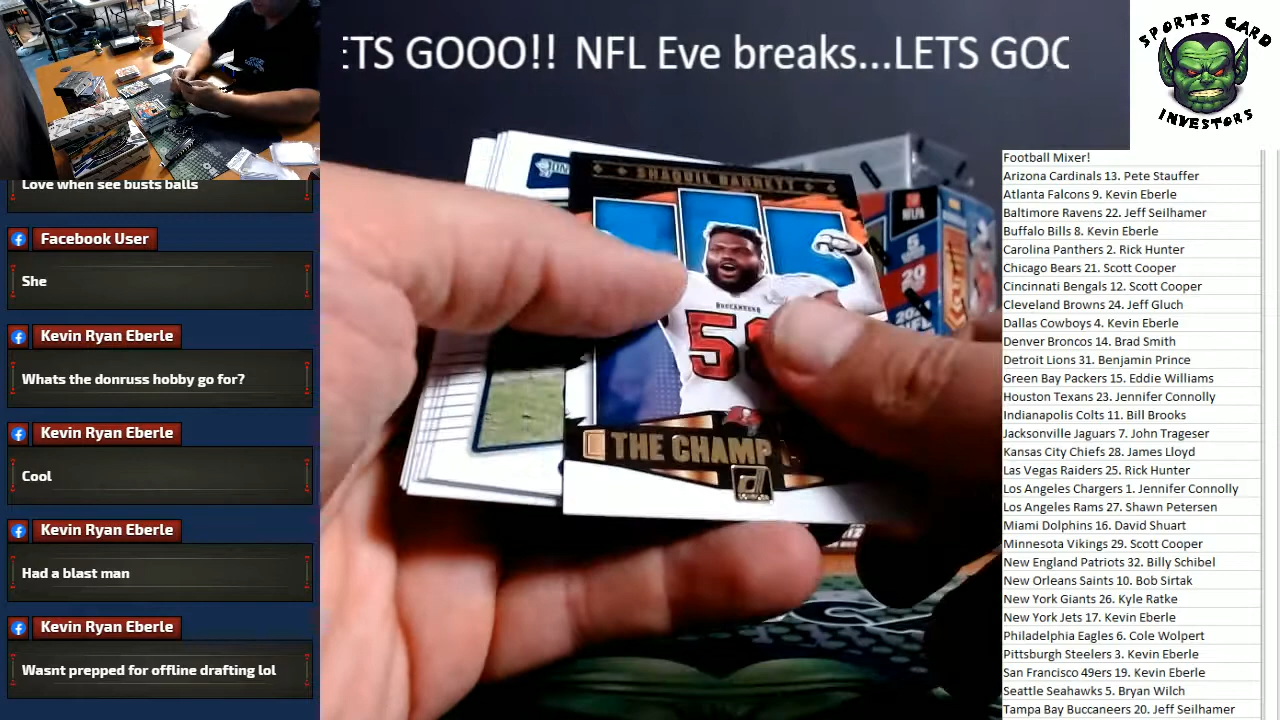 ETS GOOO!! NFL Eve breaks...LETS GOO
SPORTS CARD
INVESTORS
Love when see busts balls
Facebook User
She
Kevin Ryan Eberle
Whats the donruss hobby go for?
Kevin Ryan Eberle
Cool
Kevin Ryan Eberle
Had a blast man
Kevin Ryan Eberle
Wasnt prepped for offline drafting lol
SHAQUIL BARRETT
BUCCANEERS
THE CHAMP
Football Mixer!
Arizona Cardinals 13. Pete Stauffer
Atlanta Falcons 9. Kevin Eberle
Baltimore Ravens 22. Jeff Seilhamer
Buffalo Bills 8. Kevin Eberle
Carolina Panthers 2. Rick Hunter
Chicago Bears 21. Scott Cooper
Cincinnati Bengals 12. Scott Cooper
Cleveland Browns 24. Jeff Gluch
Dallas Cowboys 4. Kevin Eberle
Denver Broncos 14. Brad Smith
Detroit Lions 31. Benjamin Prince
Green Bay Packers 15. Eddie Williams
Houston Texans 23. Jennifer Connolly
Indianapolis Colts 11. Bill Brooks
Jacksonville Jaguars 7. John Trageser
Kansas City Chiefs 28. James Lloyd
Las Vegas Raiders 25. Rick Hunter
Los Angeles Chargers 1. Jennifer Connolly
Los Angeles Rams 27. Shawn Petersen
Miami Dolphins 16. David Shuart
Minnesota Vikings 29. Scott Cooper
New England Patriots 32. Billy Schibel
New Orleans Saints 10. Bob Sirtak
New York Giants 26. Kyle Ratke
New York Jets 17. Kevin Eberle
Philadelphia Eagles 6. Cole Wolpert
Pittsburgh Steelers 3. Kevin Eberle
San Francisco 49ers 19. Kevin Eberle
Seattle Seahawks 5. Bryan Wilch
Tampa Bay Buccaneers 20. Jeff Seilhamer